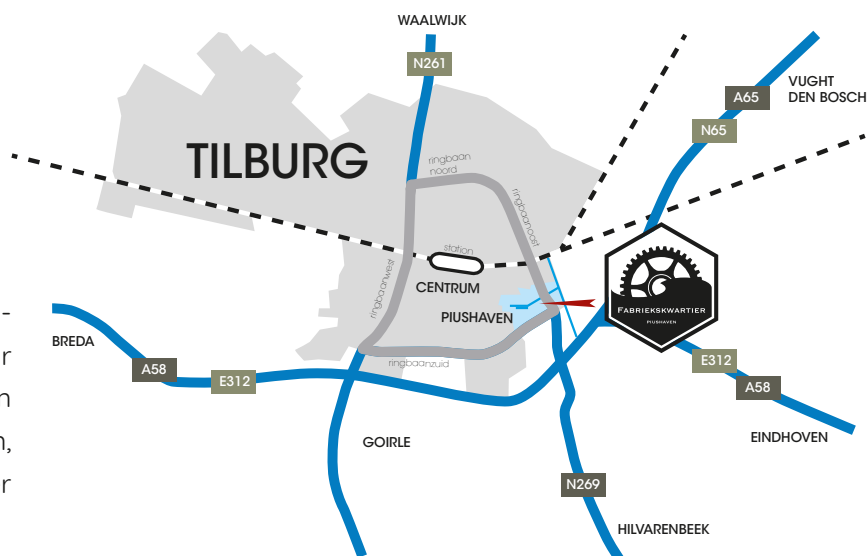 WAALWIJK
N261
VUGHT
DEN BOSCH
A65
N65
TILBURG
ringbaan
noord
ringbaanoost
station
CENTRUM
ringbaanwest
PIUSHAVEN
FABRIEKSKWARTIER
PIUSHAVEN
-
r
n
n,
r
BREDA
ringbaanzuid
A58
E312
E312
A58
GOIRLE
EINDHOVEN
N269
HILVARENBEEK